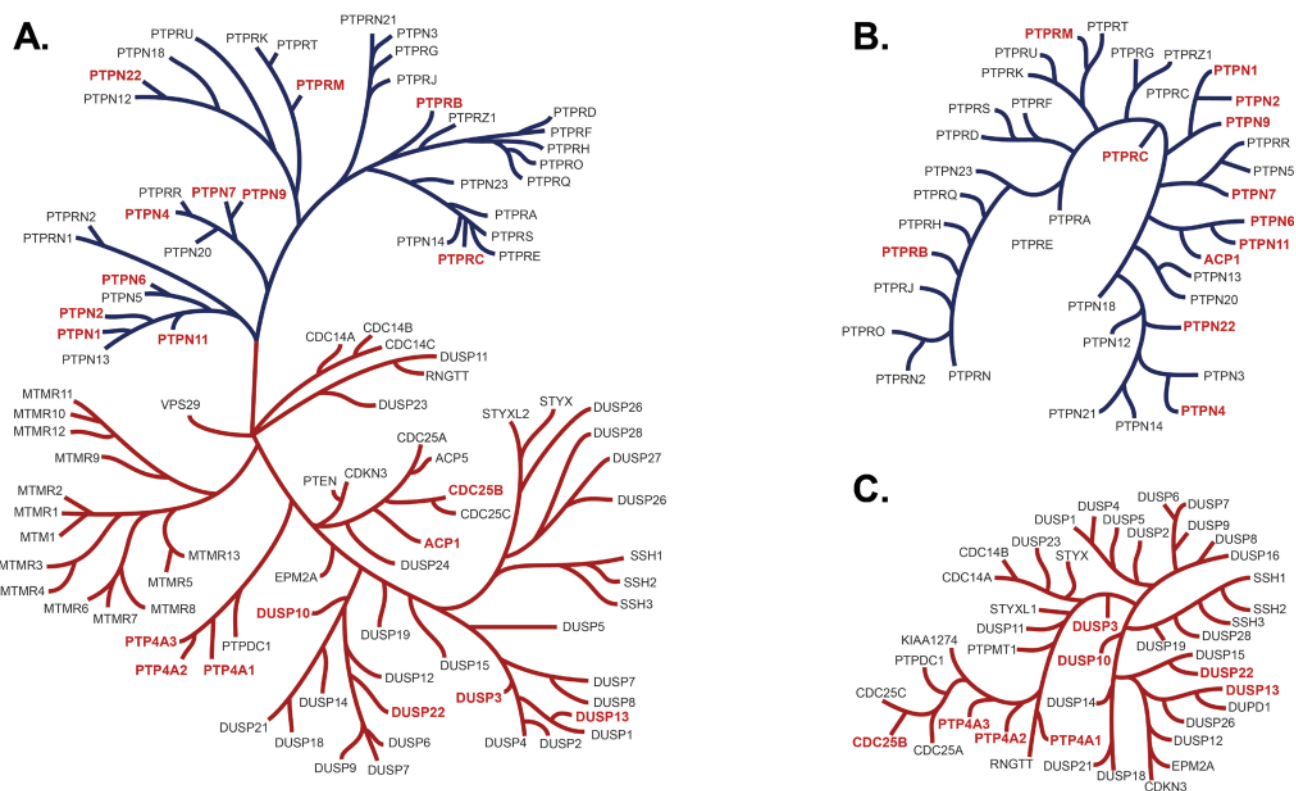 A.
PTPRN21
PTPRU
PTPRK
PTPN3
PTPRT
PTPN18
PTPRG
PTPN22
PTPRM
PTPRJ
PTPN12
PTPRB
PTPRZ1
PTPRD
PTPRF
PTPRH
PTPRO
PTPRQ
PTPN23
PTPRR
PTPN7
PTPN9
PTPN4
PTPRA
PTPRN2
PTPRS
PTPRN1
PTPN20
PTPN14
PTPRC
PTPRE
PTPN6
PTPN5
PTPN2
PTPN1
PTPN11
PTPN13
CDC14B
CDC14A
CDC14C
DUSP11
RNGTT
DUSP23
VPS29
MTMR11
MTMR10
MTMR12
MTMR9
MTMR2
MTMR1
MTM1
MTMR3
MTMR4
MTMR6
MTMR7
MTMR8
MTMR5
MTMR13
STYXL2
STYX
DUSP26
DUSP28
DUSP27
DUSP26
CDC25A
ACP5
PTEN
CDKN3
CDC25B
CDC25C
ACP1
DUSP24
EPM2A
SSH1
SSH2
SSH3
DUSP10
DUSP19
DUSP5
PTP4A3
PTPDC1
PTP4A2
PTP4A1
DUSP15
DUSP12
DUSP14
DUSP22
DUSP3
DUSP7
DUSP8
DUSP13
DUSP1
DUSP21
DUSP18
DUSP6
DUSP9
DUSP7
DUSP4
DUSP2
B.
PTPRM
PTPRT
PTPRU
PTPRG
PTPRZ1
PTPRK
PTPN1
PTPRC
PTPN2
PTPRS
PTPRF
PTPN9
PTPRD
PTPRR
PTPRC
PTPN5
PTPN23
PTPN7
PTPRQ
PTPRA
PTPRH
PTPN6
PTPRE
PTPN11
PTPRB
ACP1
PTPN13
PTPRJ
PTPN20
PTPN18
PTPRO
PTPN22
PTPN12
PTPRN2
PTPRN
PTPN3
PTPN21
PTPN14
PTPN4
C.
DUSP6
DUSP7
DUSP4
DUSP1
DUSP5
DUSP9
DUSP2
DUSP23
DUSP8
CDC14B
STYX
DUSP16
CDC14A
SSH1
STYXL1
SSH2
DUSP3
SSH3
DUSP11
DUSP28
KIAA1274
PTPMT1
DUSP19
DUSP10
DUSP15
PTPDC1
DUSP22
CDC25C
DUSP13
DUSP14
DUPD1
PTP4A3
DUSP26
CDC25B
PTP4A2
PTP4A1
DUSP12
CDC25A
RNGTT
DUSP21
EPM2A
DUSP18
CDKN3